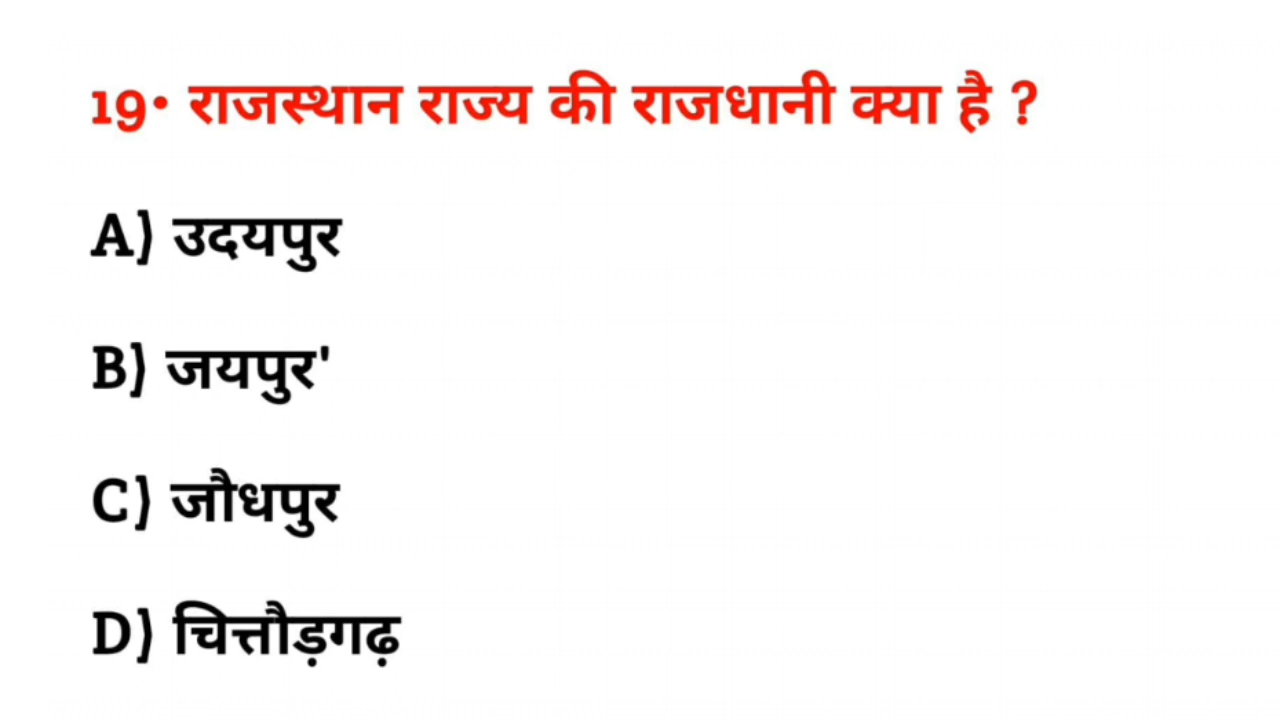 19• राजस्थान राज्य की राजधानी क्या है ?
A) उदयपुर
B) जयपुर'
C) जौधपुर
D) चित्तौड़गढ़